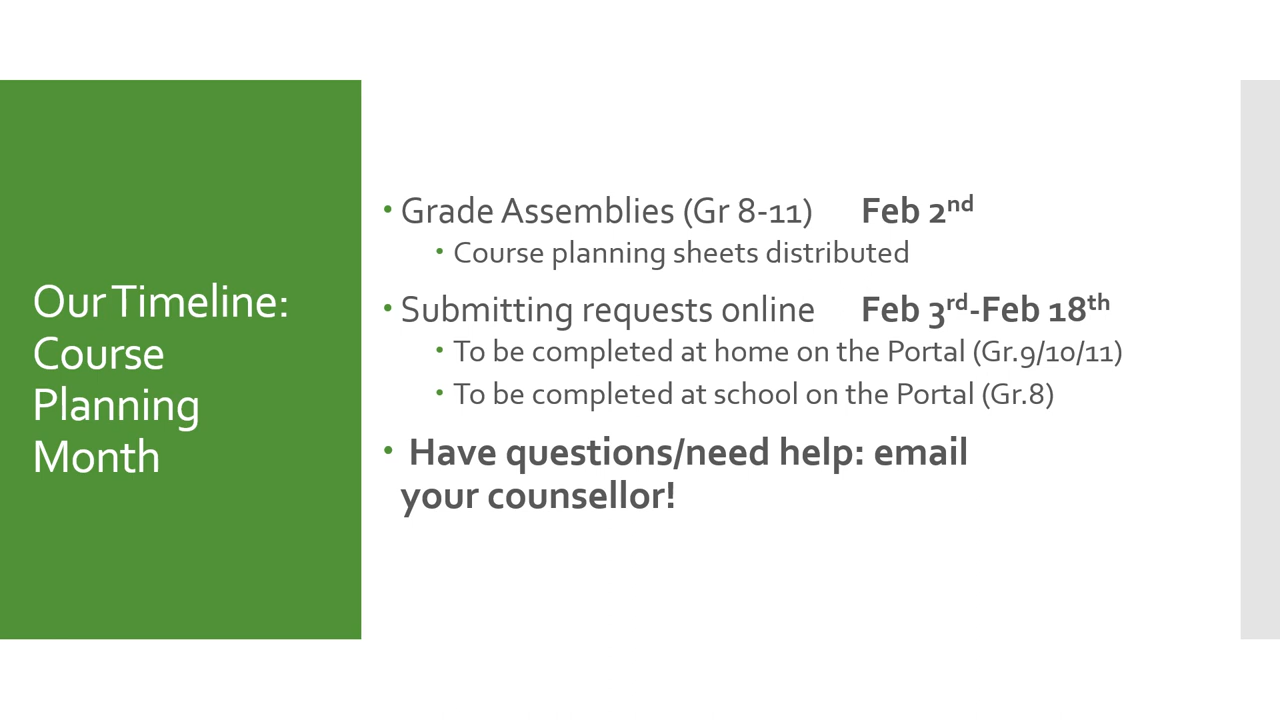 Our Timeline:
Course
Planning
Month
• Grade Assemblies (Gr 8-11) Feb 2nd
• Course planning sheets distributed
• Submitting requests online Feb 3rd-Feb 18th
• To be completed at home on the Portal (Gr.9/10/11)
• To be completed at school on the Portal (Gr.8)
• Have questions/need help: email
your counsellor!